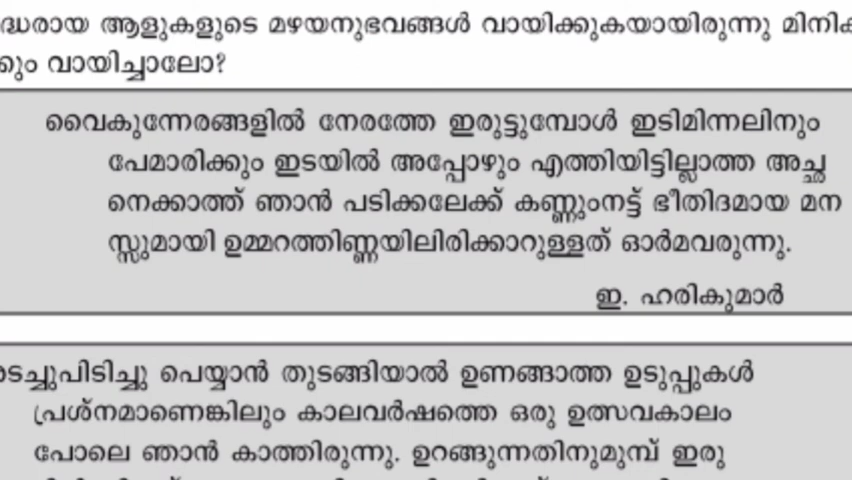 ആളുകളുടെ മഴയനുഭവങ്ങൾ വായിക്കുകയായിരുന്നു
വായിച്ചാലോ?
വൈകുന്നേരങ്ങളിൽ നേരത്തേ ഇരുട്ടുമ്പോൾ ഇടിമിന്നലിനും
പേമാരിക്കും ഇടയിൽ അപ്പോഴും എത്തിയിട്ടില്ലാത്ത അച്ഛ
നെക്കാത്ത് ഞാൻ പടിക്കലേക്ക് കണ്ണുംനട്ട് ഭീതിദമായ മന
സ്സുമായി ഉമ്മറത്തിണ്ണയിലിരിക്കാറുള്ളത് ഓർമവരുന്നു.
ഇ. ഹരികുമാർ
പെയ്യാൻ തുടങ്ങിയാൽ ഉണങ്ങാത്ത ഉടുപ്പുകൾ
പ്രശ്നമാണെങ്കിലും കാലവർഷത്തെ ഒരു ഉത്സവകാലം
പോലെ ഞാൻ കാത്തിരുന്നു. ഉറങ്ങുന്നതിനുമുമ്പ് ഇരു